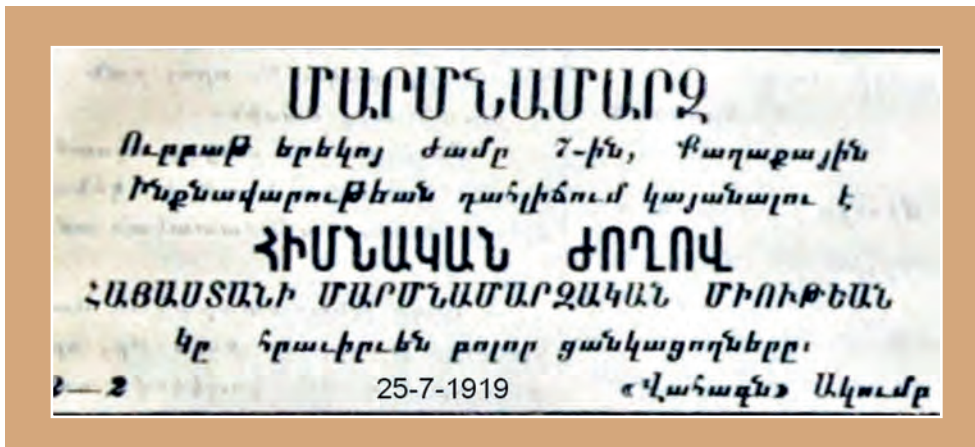 ՄԱՐՄՆԱՄԱՐԶ
Ուրբաթ երեկոյ ժամը 7-ին, Քաղաքային
Ինքնավարութեան դահլիճում կայանալու է
ՀԻՄՆԱԿԱՆ ԺՈՂՈՎ
ՀԱՅԱՍՏԱՆԻ ՄԱՐՄՆԱՄԱՐԶԱԿԱՆ ՄԻՈՒԹԵԱՆ
Կը հրաւիրւեն բոլոր ցանկացողները։
2—2 25-7-1919 «Վահագն» Ակումբ